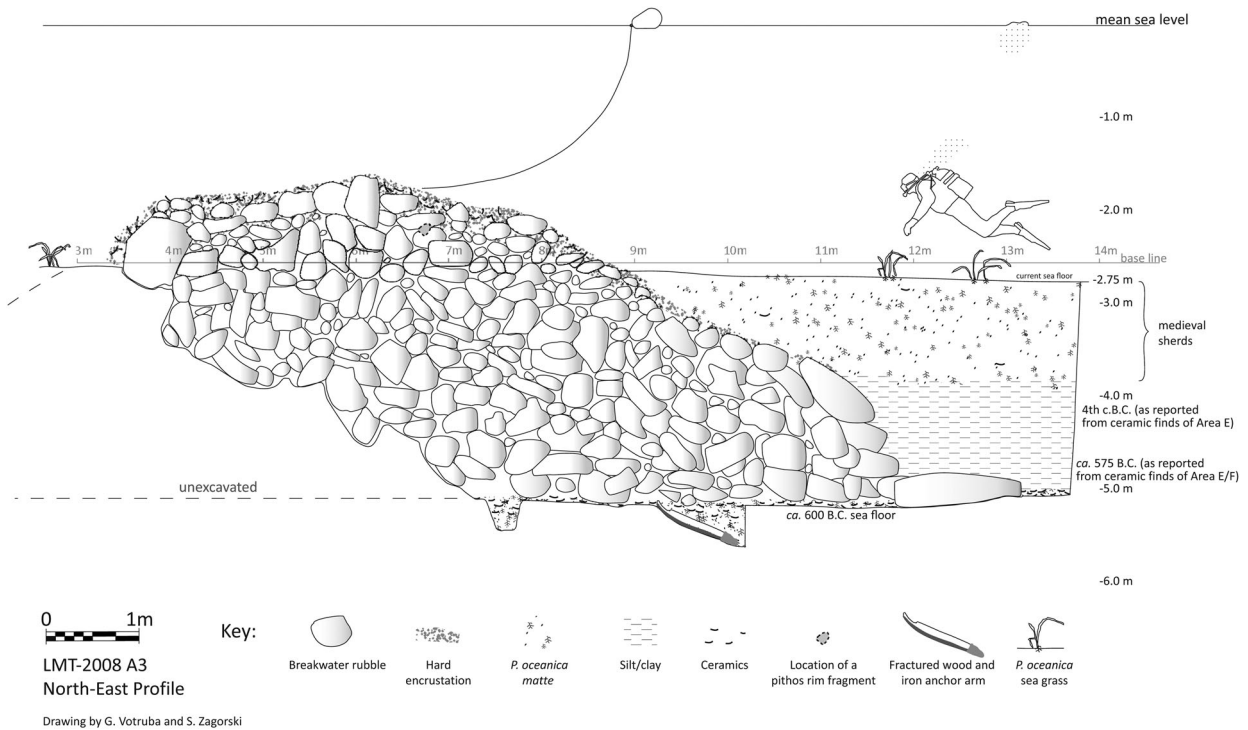 mean sea level
-1.0 m
-2.0 m
3m 4m 5m 6m 7m 8m 9m 10m 11m 12m 13m 14m base line
current sea floor
-2.75 m
-3.0 m
medieval
sherds
-4.0 m
4th c.B.C. (as reported
from ceramic finds of Area E)
ca. 575 B.C. (as reported
from ceramic finds of Area E/F)
-5.0 m
unexcavated
ca. 600 B.C. sea floor
-6.0 m
0 1m
LMT-2008 A3
North-East Profile
Drawing by G. Votruba and S. Zagorski
Key:
Breakwater rubble
Hard
encrustation
P. oceanica
matte
Silt/clay
Ceramics
Location of a
pithos rim fragment
Fractured wood and
iron anchor arm
P. oceanica
sea grass